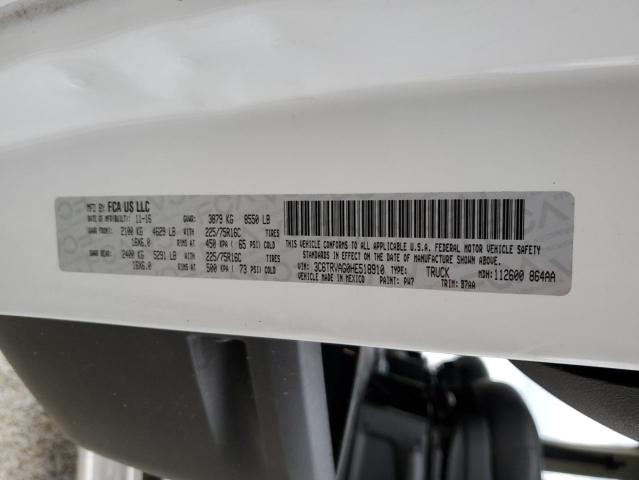 MFD BY: FCA US LLC
DATE OF MFR/BUILT: 11-16 GVWR: 3879 KG 8550 LB
GAWR FRONT: 2100 KG 4629 LB WITH 225/75R16C TIRES
16X6.0 RIMS AT 450 KPA ( 65 PSI) COLD
GAWR REAR: 2400 KG 5291 LB WITH 225/75R16C TIRES
16X6.0 RIMS AT 500 KPA ( 73 PSI) COLD
THIS VEHICLE CONFORMS TO ALL APPLICABLE U.S.A. FEDERAL MOTOR VEHICLE SAFETY
STANDARDS IN EFFECT ON THE DATE OF MANUFACTURE SHOWN ABOVE.
VIN: 3C6TRVAG0HE518910 TYPE: TRUCK MDH: 112600 864AA
VEHICLE MADE IN MEXICO PAINT: PW7 TRIM: B7AA